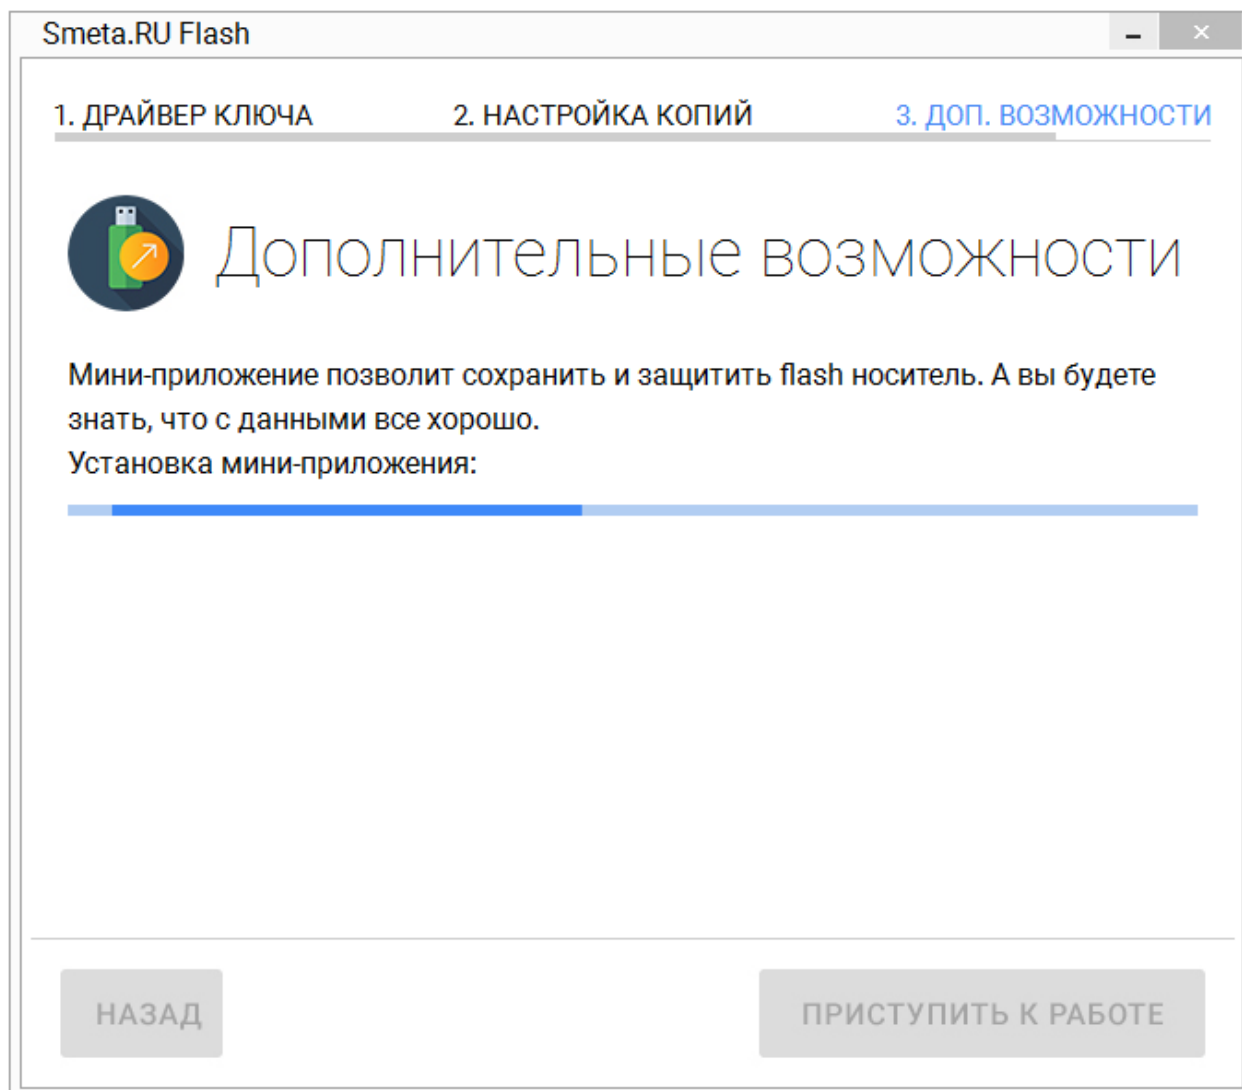 Smeta.RU Flash
1. ДРАЙВЕР КЛЮЧА
2. НАСТРОЙКА КОПИЙ
3. ДОП. ВОЗМОЖНОСТИ
Дополнительные возможности
Мини-приложение позволит сохранить и защитить flash носитель. А вы будете
знать, что с данными все хорошо.
Установка мини-приложения:
НАЗАД
ПРИСТУПИТЬ К РАБОТЕ